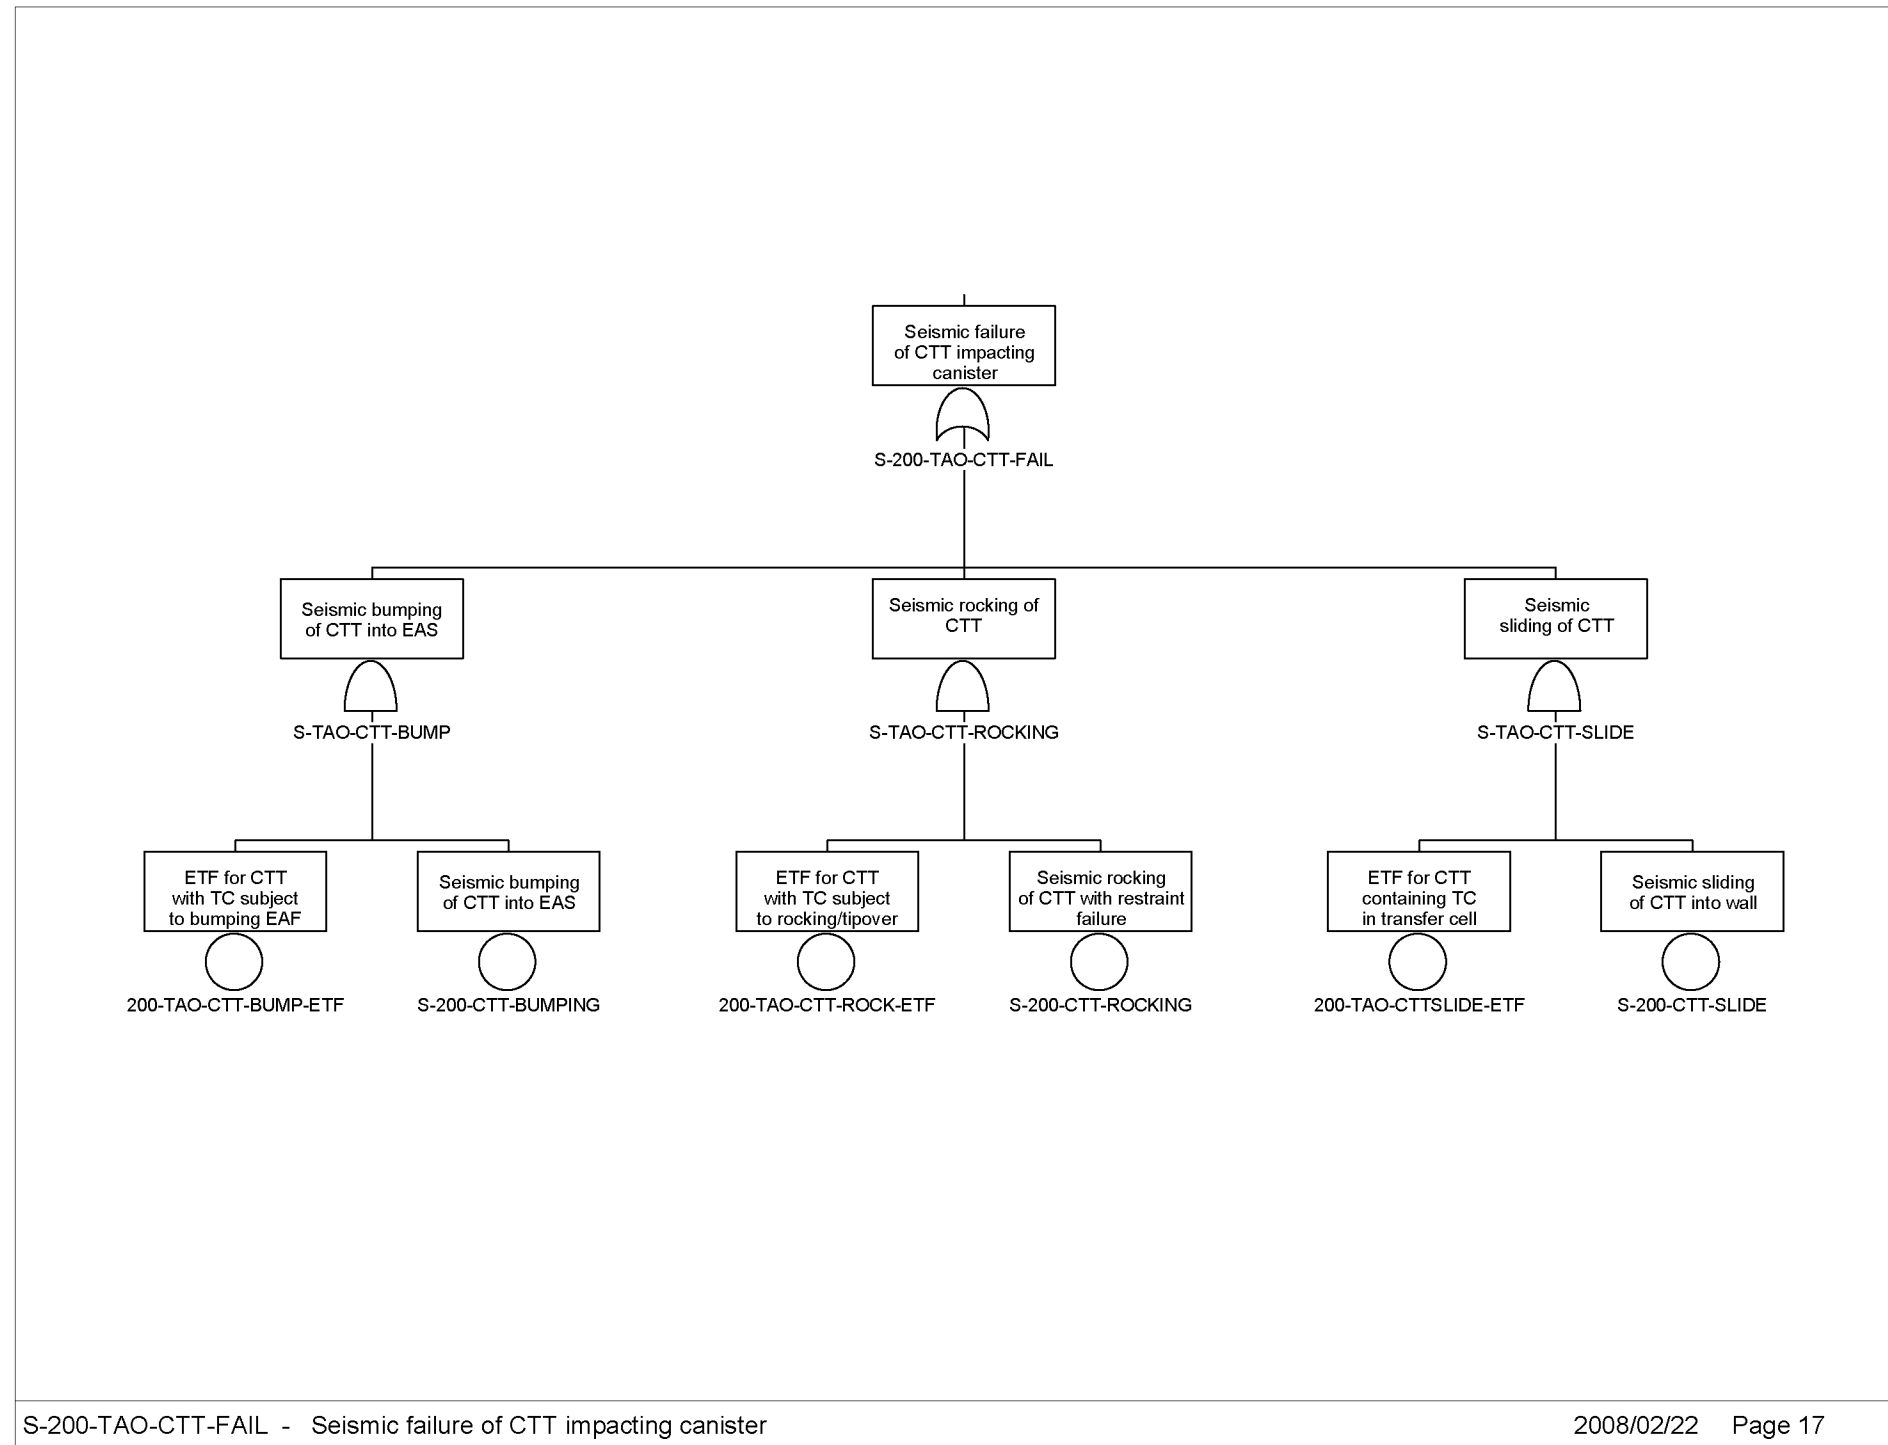 Seismic failure
of CTT impacting
canister
S-200-TAO-CTT-FAIL
Seismic bumping
of CTT into EAS
S-TAO-CTT-BUMP
Seismic rocking of
CTT
S-TAO-CTT-ROCKING
Seismic
sliding of CTT
S-TAO-CTT-SLIDE
ETF for CTT
with TC subject
to bumping EAF
200-TAO-CTT-BUMP-ETF
Seismic bumping
of CTT into EAS
S-200-CTT-BUMPING
ETF for CTT
with TC subject
to rocking/tipover
200-TAO-CTT-ROCK-ETF
Seismic rocking
of CTT with restraint
failure
S-200-CTT-ROCKING
ETF for CTT
containing TC
in transfer cell
200-TAO-CTTSLIDE-ETF
Seismic sliding
of CTT into wall
S-200-CTT-SLIDE
S-200-TAO-CTT-FAIL - Seismic failure of CTT impacting canister 2008/02/22 Page 17